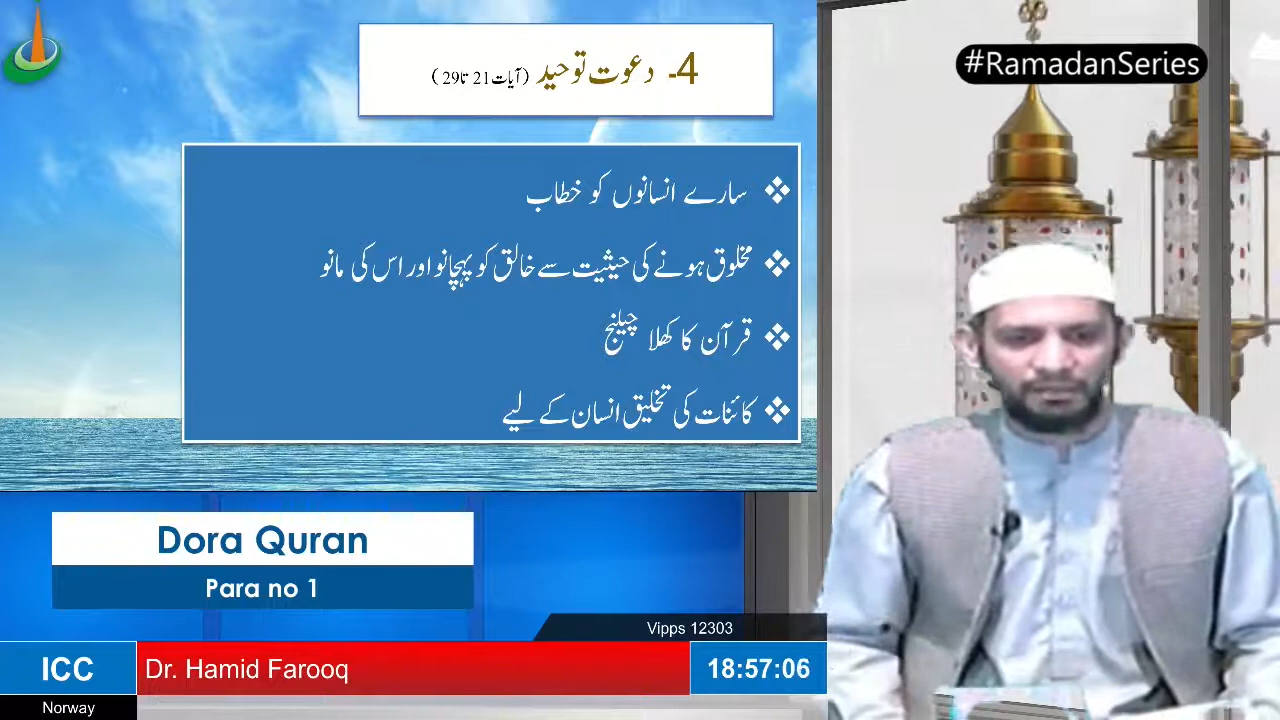 #RamadanSeries
4- دعوت توحید (آیات 21 تا 29)
سارے انسانوں کو خطاب
مخلوق ہونے کی حیثیت سے خالق کو پہچانو اور اس کی مانو
قرآن کا کھلا چیلنج
کائنات کی تخلیق انسان کے لیے
Dora Quran
Para no 1
Vipps 12303
ICC
Dr. Hamid Farooq
18:57:06
Norway